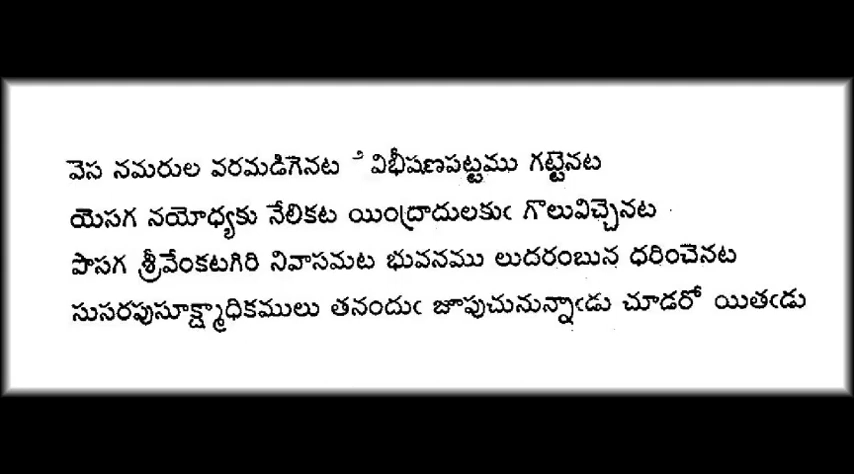 వెస నమరుల వరమడిగెనట విభీషణపట్టము గట్టెనట
యెసగ నయోధ్యకు నేలికట యింద్రాదులకుఁ గొలువిచ్చెనట
పొసగ శ్రీవేంకటగిరి నివాసమట భువనము లుదరంబున ధరించెనట
సుసరపుసూక్ష్మాధికములు తనందుఁ జూపుచునున్నాఁడు చూడరో యితఁడు